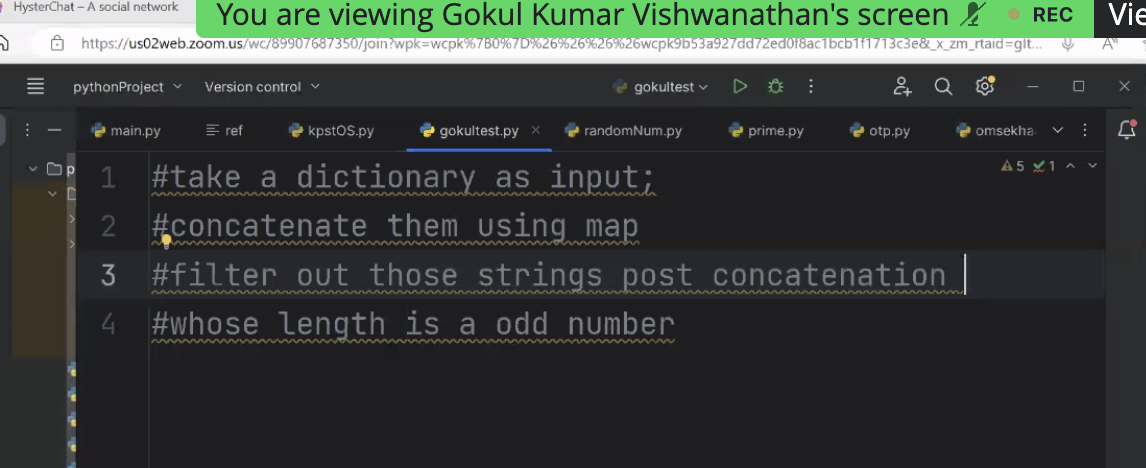 HysterChat – A social network
You are viewing Gokul Kumar Vishwanathan's screen
REC
https://us02web.zoom.us/wc/89907687350/join?wpk=wcpk%7B0%7D%26%26%26%26wcpk9b53a927dd72ed0f8ac1bcb1f1713c3e&_x_zm_rtaid=glt...
pythonProject
Version control
gokultest
main.py
ref
kpstOS.py
gokultest.py
randomNum.py
prime.py
otp.py
omsekha
1 #take a dictionary as input;
5
1
2 #concatenate them using map
3 #filter out those strings post concatenation
4 #whose length is a odd number